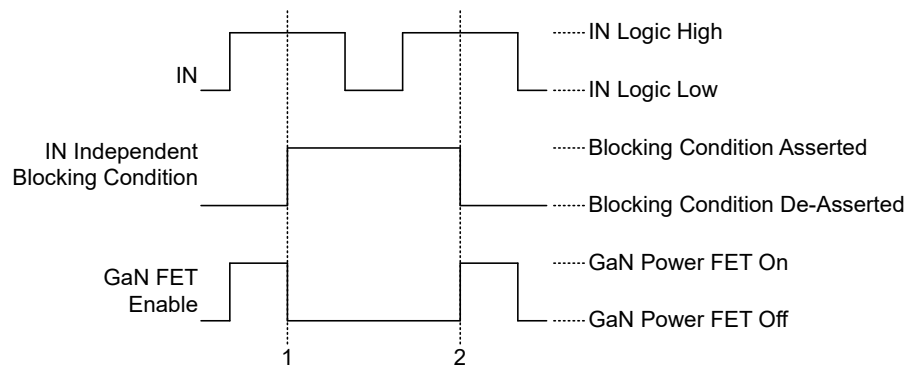 IN
IN Logic High
IN Logic Low
IN Independent
Blocking Condition
Blocking Condition Asserted
Blocking Condition De-Asserted
GaN FET
Enable
GaN Power FET On
GaN Power FET Off
1
2